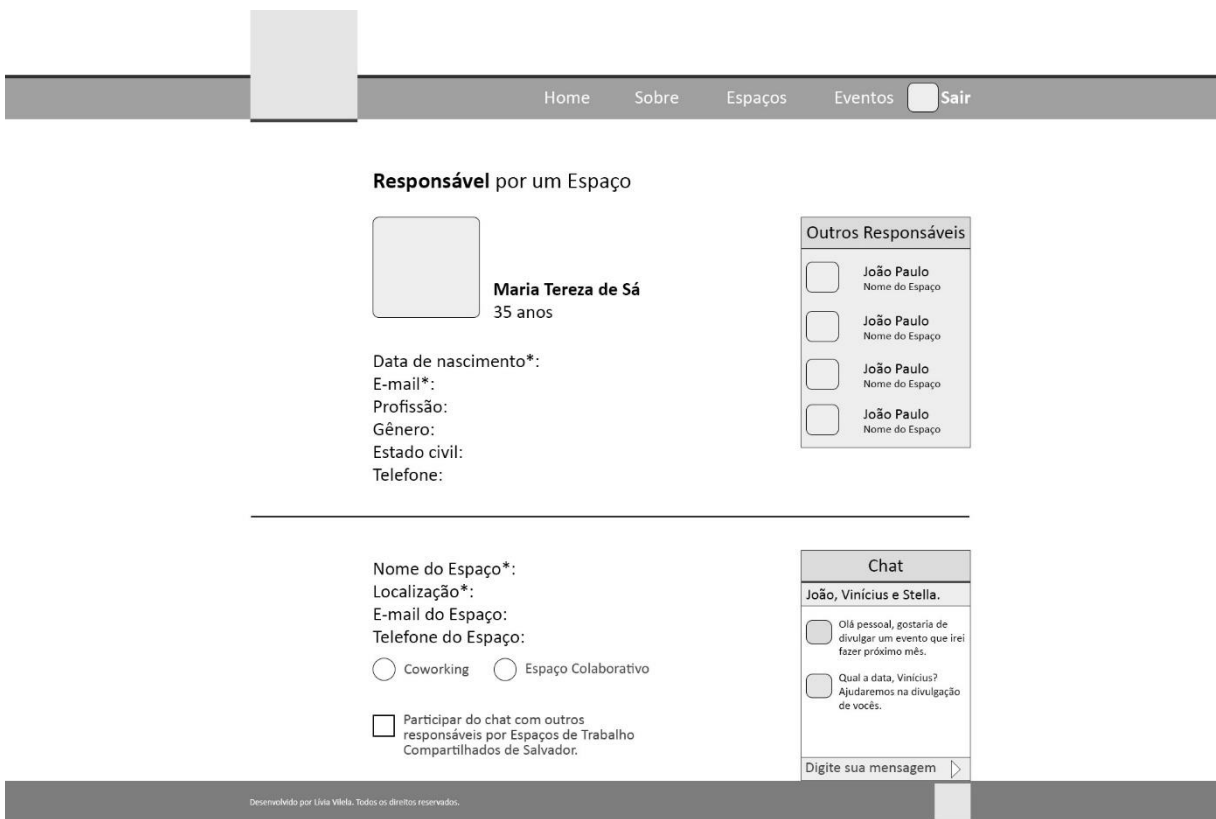 Home Sobre Espaços Eventos Sair
Responsável por um Espaço
Maria Tereza de Sá
35 anos
Data de nascimento*:
E-mail*:
Profissão:
Gênero:
Estado civil:
Telefone:
Outros Responsáveis
João Paulo
Nome do Espaço
João Paulo
Nome do Espaço
João Paulo
Nome do Espaço
João Paulo
Nome do Espaço
Nome do Espaço*:
Localização*:
E-mail do Espaço:
Telefone do Espaço:
Coworking Espaço Colaborativo
Participar do chat com outros
responsáveis por Espaços de Trabalho
Compartilhados de Salvador.
Chat
João, Vinícius e Stella.
Olá pessoal, gostaria de
divulgar um evento que irei
fazer próximo mês.
Qual a data, Vinícius?
Ajudaremos na divulgação
de vocês.
Digite sua mensagem
Desenvolvido por Lívia Vilela. Todos os direitos reservados.